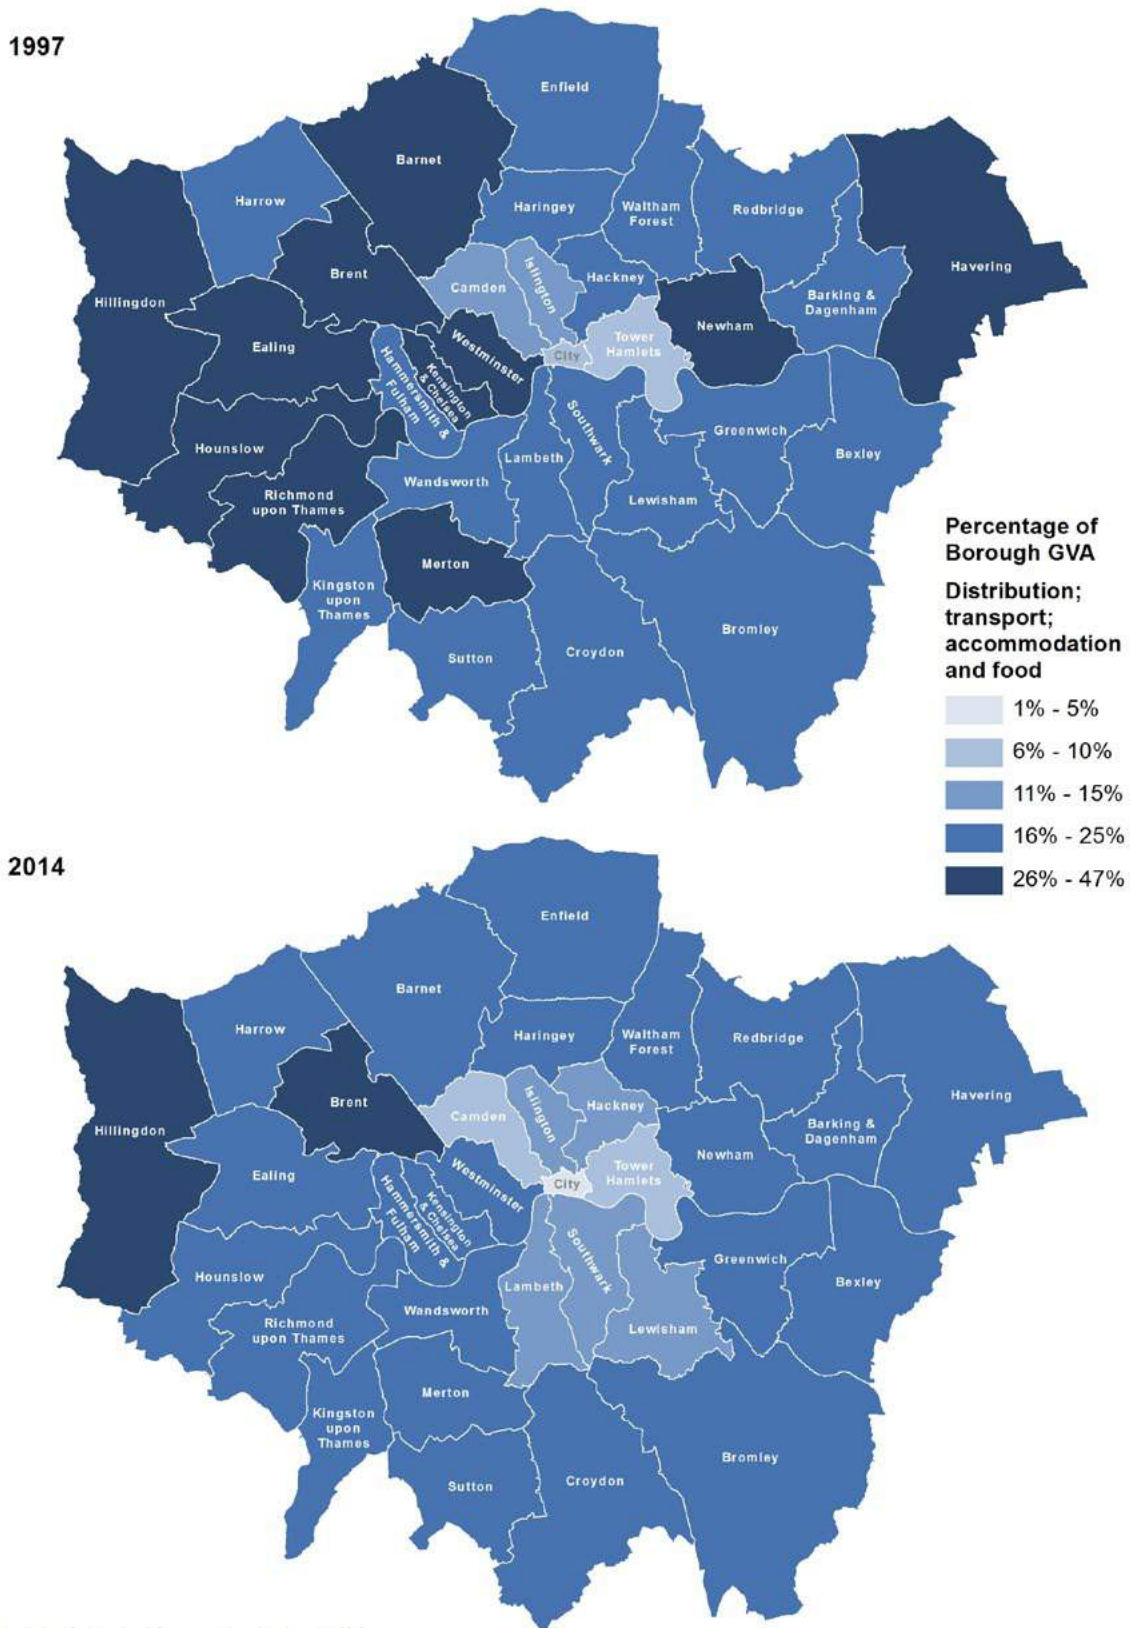 1997
Enfield
Barnet
Harrow
Haringey
Waltham
Forest
Redbridge
Havering
Brent
Camden
Islington
Hackney
Hillingdon
Barking &
Dagenham
Newham
Ealing
Westminster
City
Tower
Hamlets
Hammersmith &
Fulham
Kensington
& Chelsea
Hounslow
Southwark
Greenwich
Bexley
Lambeth
Wandsworth
Richmond
upon Thames
Lewisham
Merton
Kingston
upon
Thames
Bromley
Sutton
Croydon
Percentage of
Borough GVA
Distribution;
transport;
accommodation
and food
1% - 5%
6% - 10%
11% - 15%
16% - 25%
26% - 47%
2014
Enfield
Barnet
Harrow
Haringey
Waltham
Forest
Redbridge
Havering
Brent
Camden
Islington
Hackney
Hillingdon
Barking &
Dagenham
Newham
Ealing
Westminster
City
Tower
Hamlets
Hammersmith &
Fulham
Kensington
& Chelsea
Hounslow
Southwark
Greenwich
Bexley
Lambeth
Wandsworth
Richmond
upon Thames
Lewisham
Merton
Kingston
upon
Thames
Bromley
Sutton
Croydon